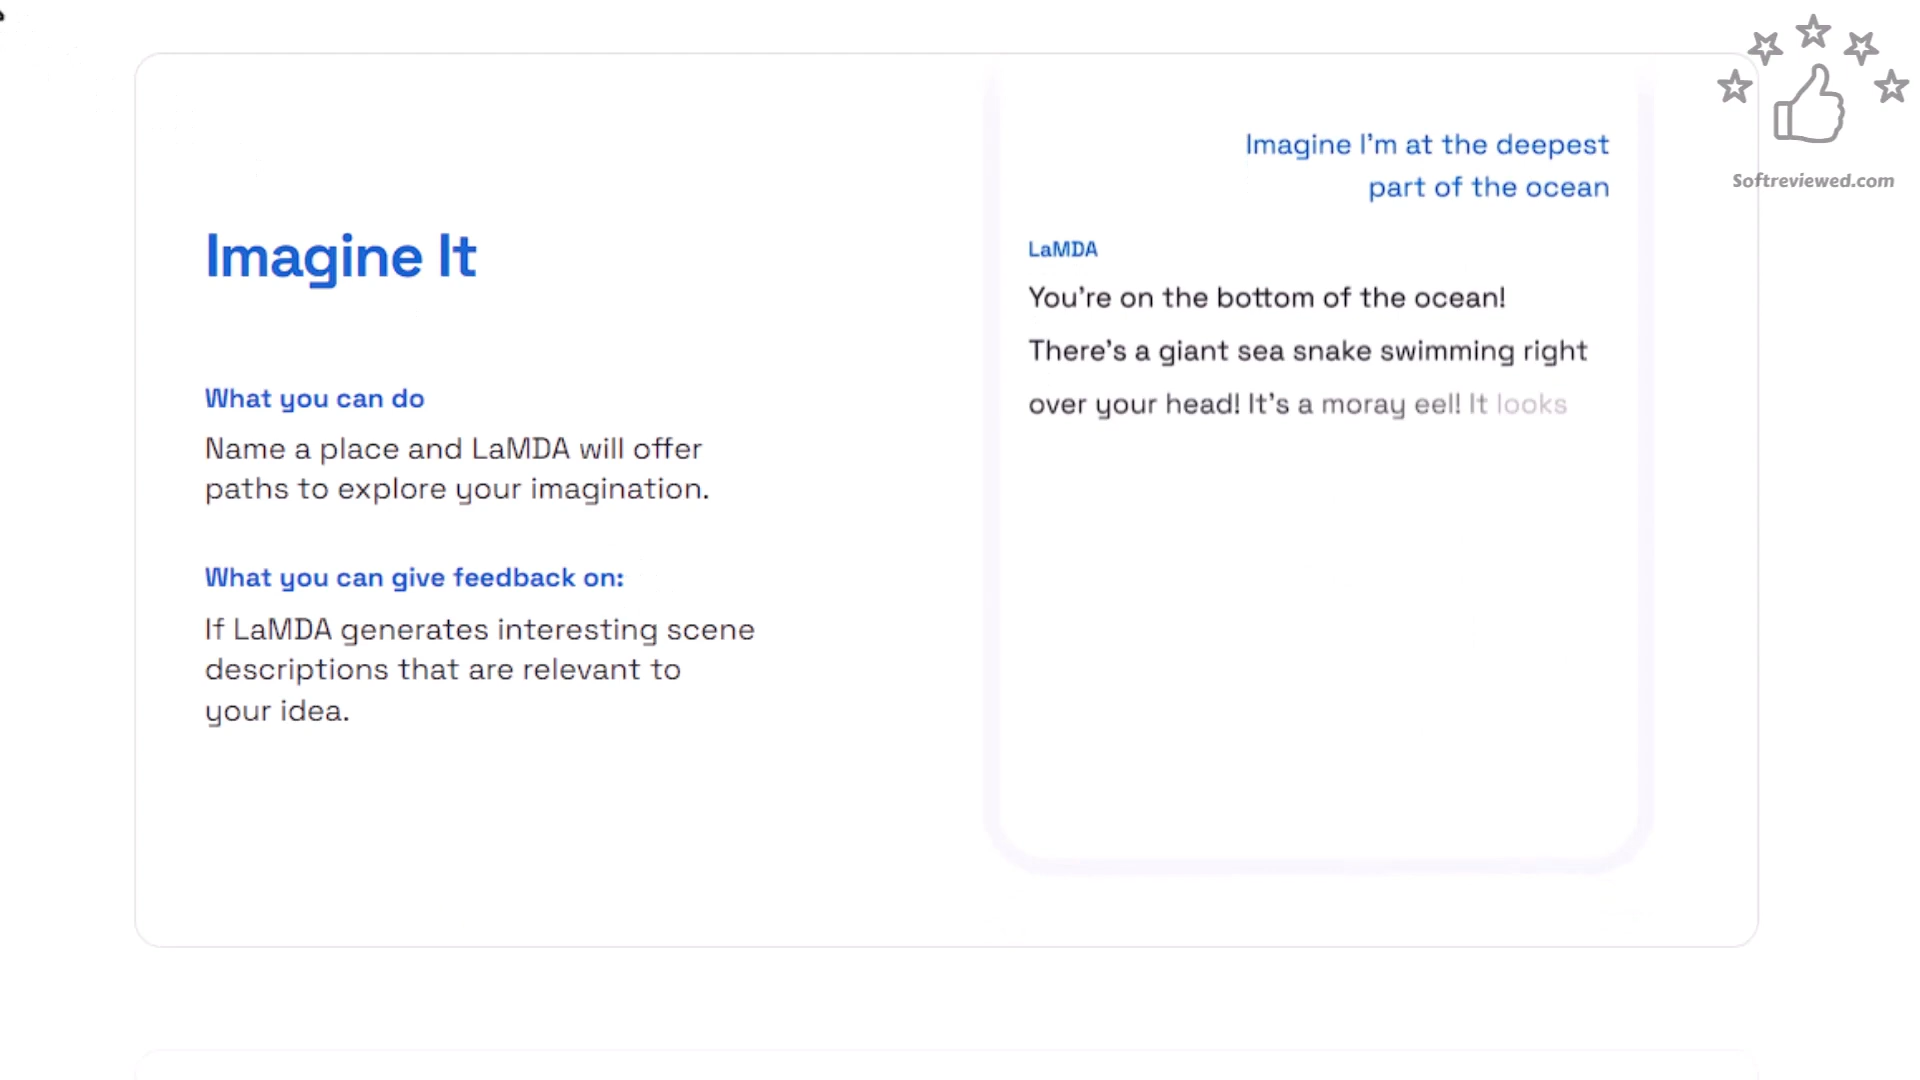 Imagine It
What you can do
Name a place and LaMDA will offer
paths to explore your imagination.
What you can give feedback on:
If LaMDA generates interesting scene
descriptions that are relevant to
your idea.
Imagine I'm at the deepest
part of the ocean
LaMDA
You're on the bottom of the ocean!
There's a giant sea snake swimming right
over your head! It's a moray eel! It looks
Softreviewed.com